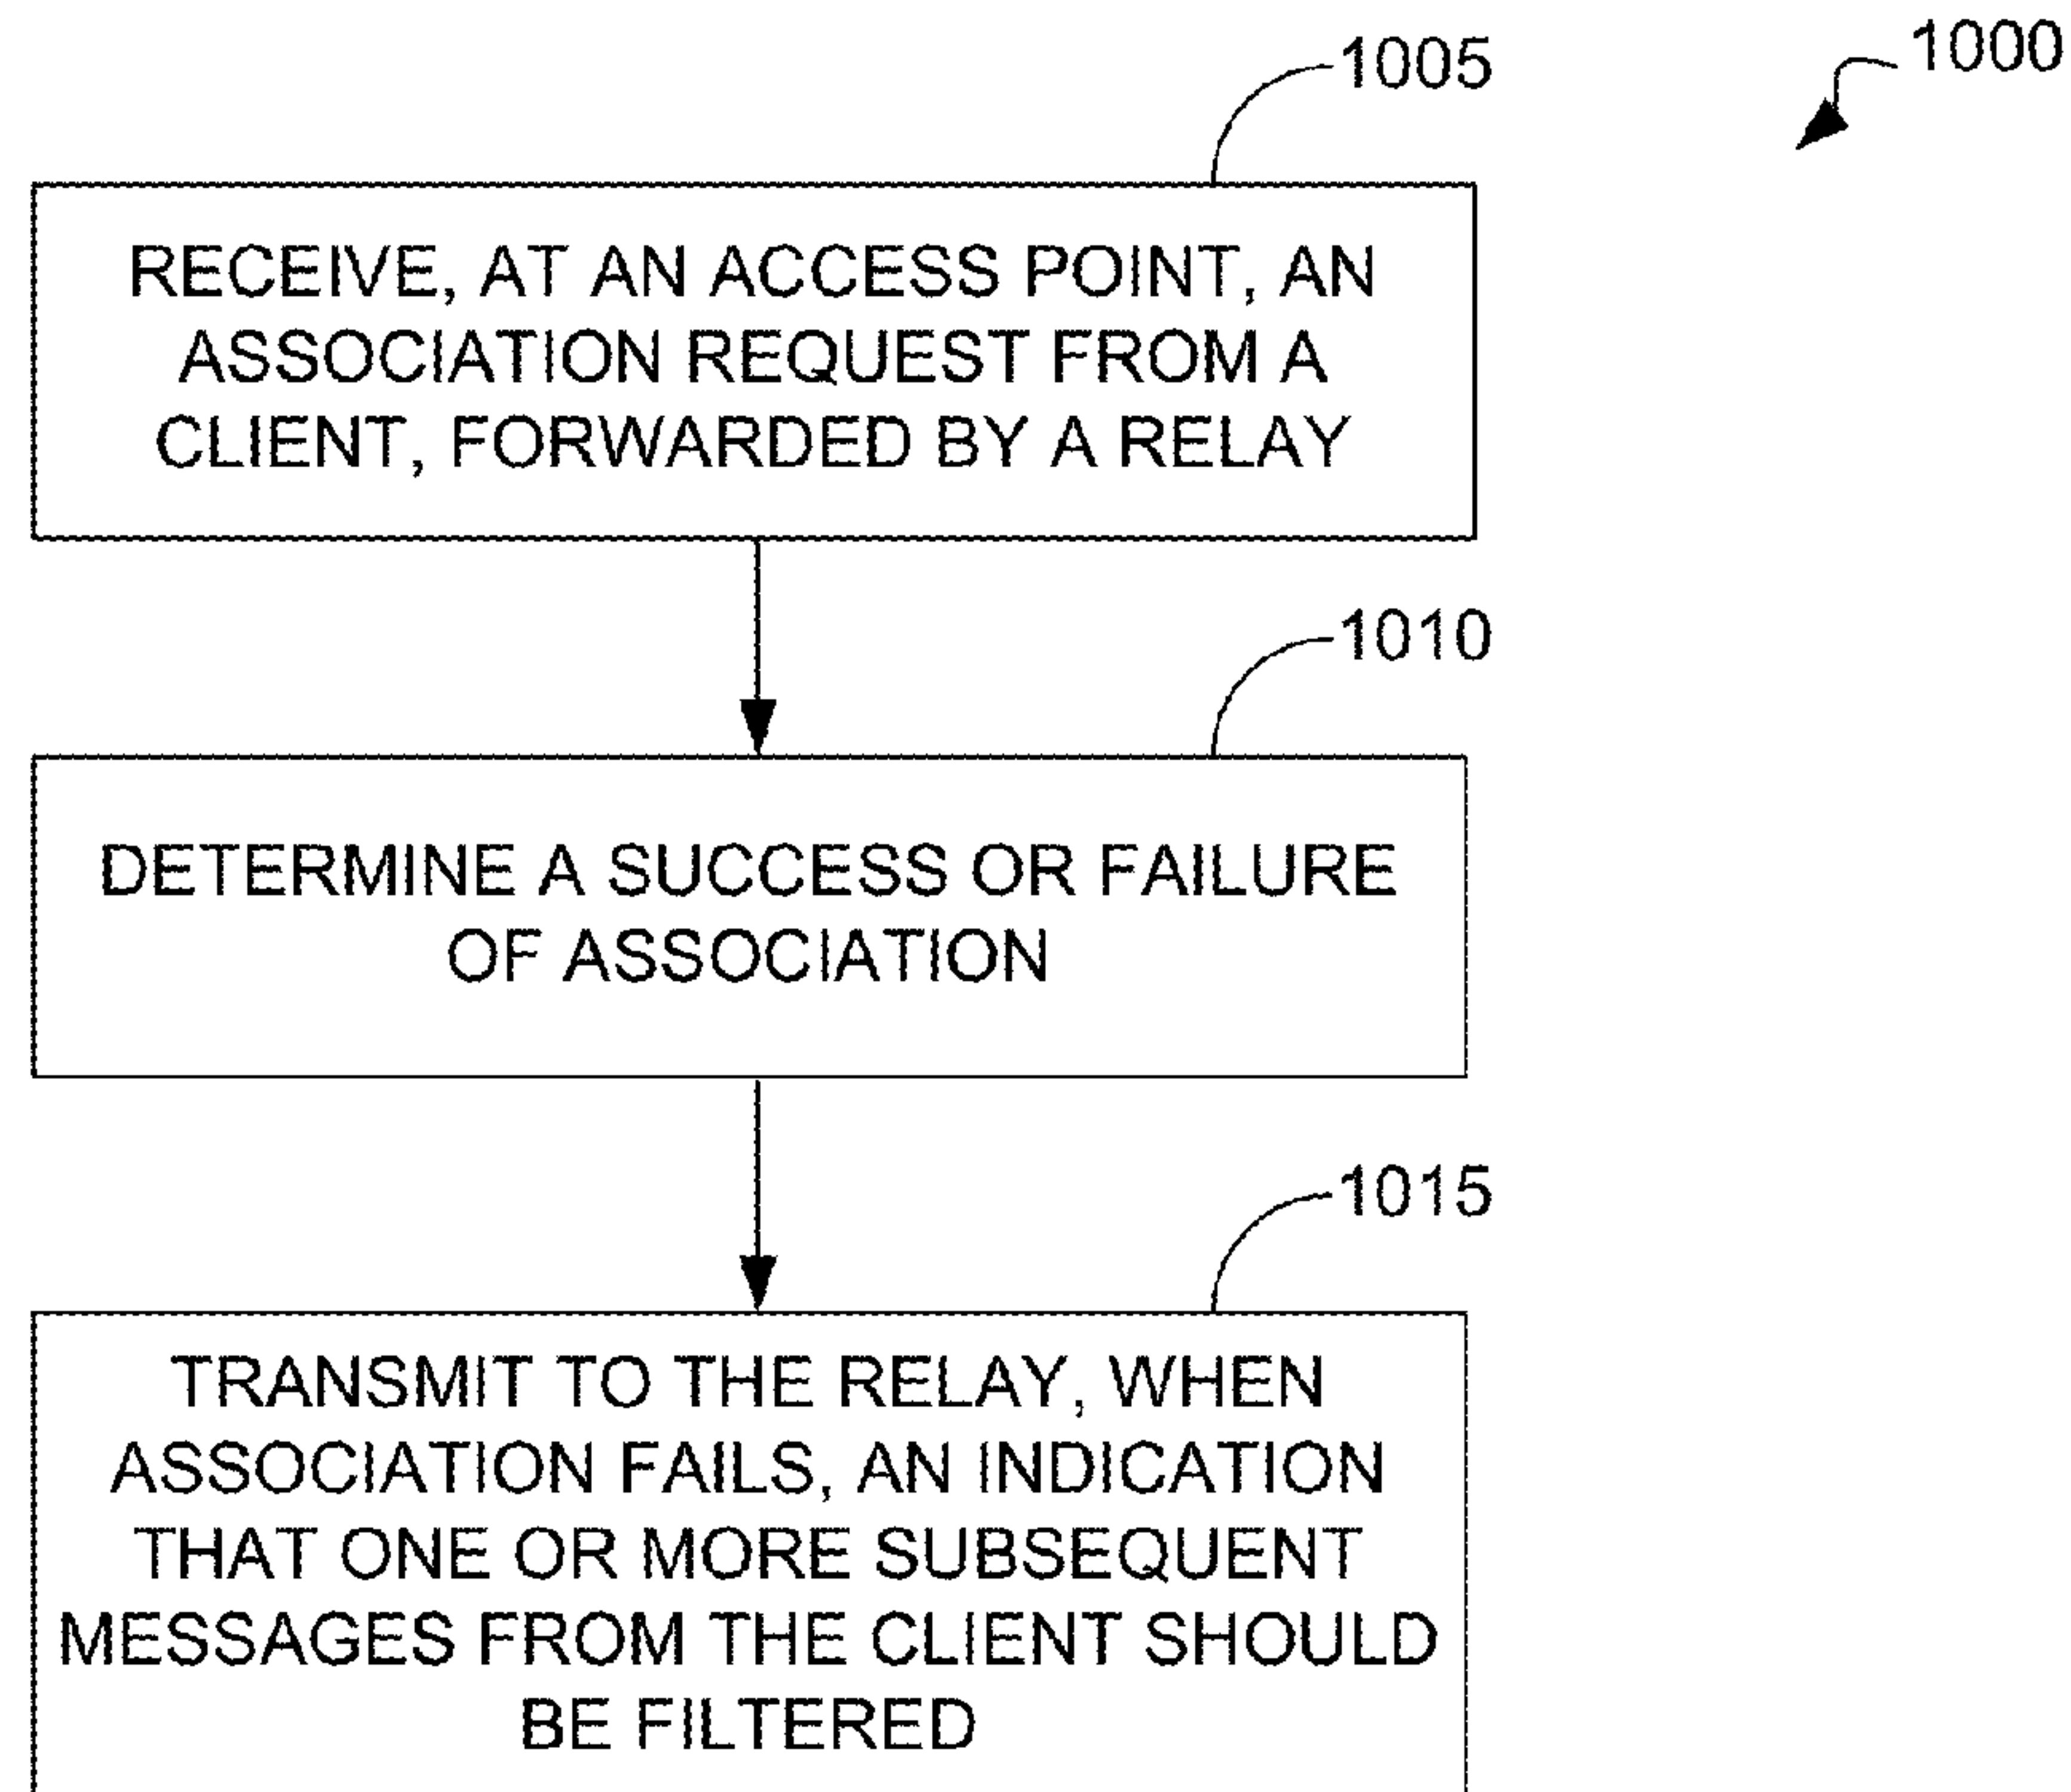 1000
1005
RECEIVE, AT AN ACCESS POINT, AN
ASSOCIATION REQUEST FROM A
CLIENT, FORWARDED BY A RELAY
1010
DETERMINE A SUCCESS OR FAILURE
OF ASSOCIATION
1015
TRANSMIT TO THE RELAY, WHEN
ASSOCIATION FAILS, AN INDICATION
THAT ONE OR MORE SUBSEQUENT
MESSAGES FROM THE CLIENT SHOULD
BE FILTERED